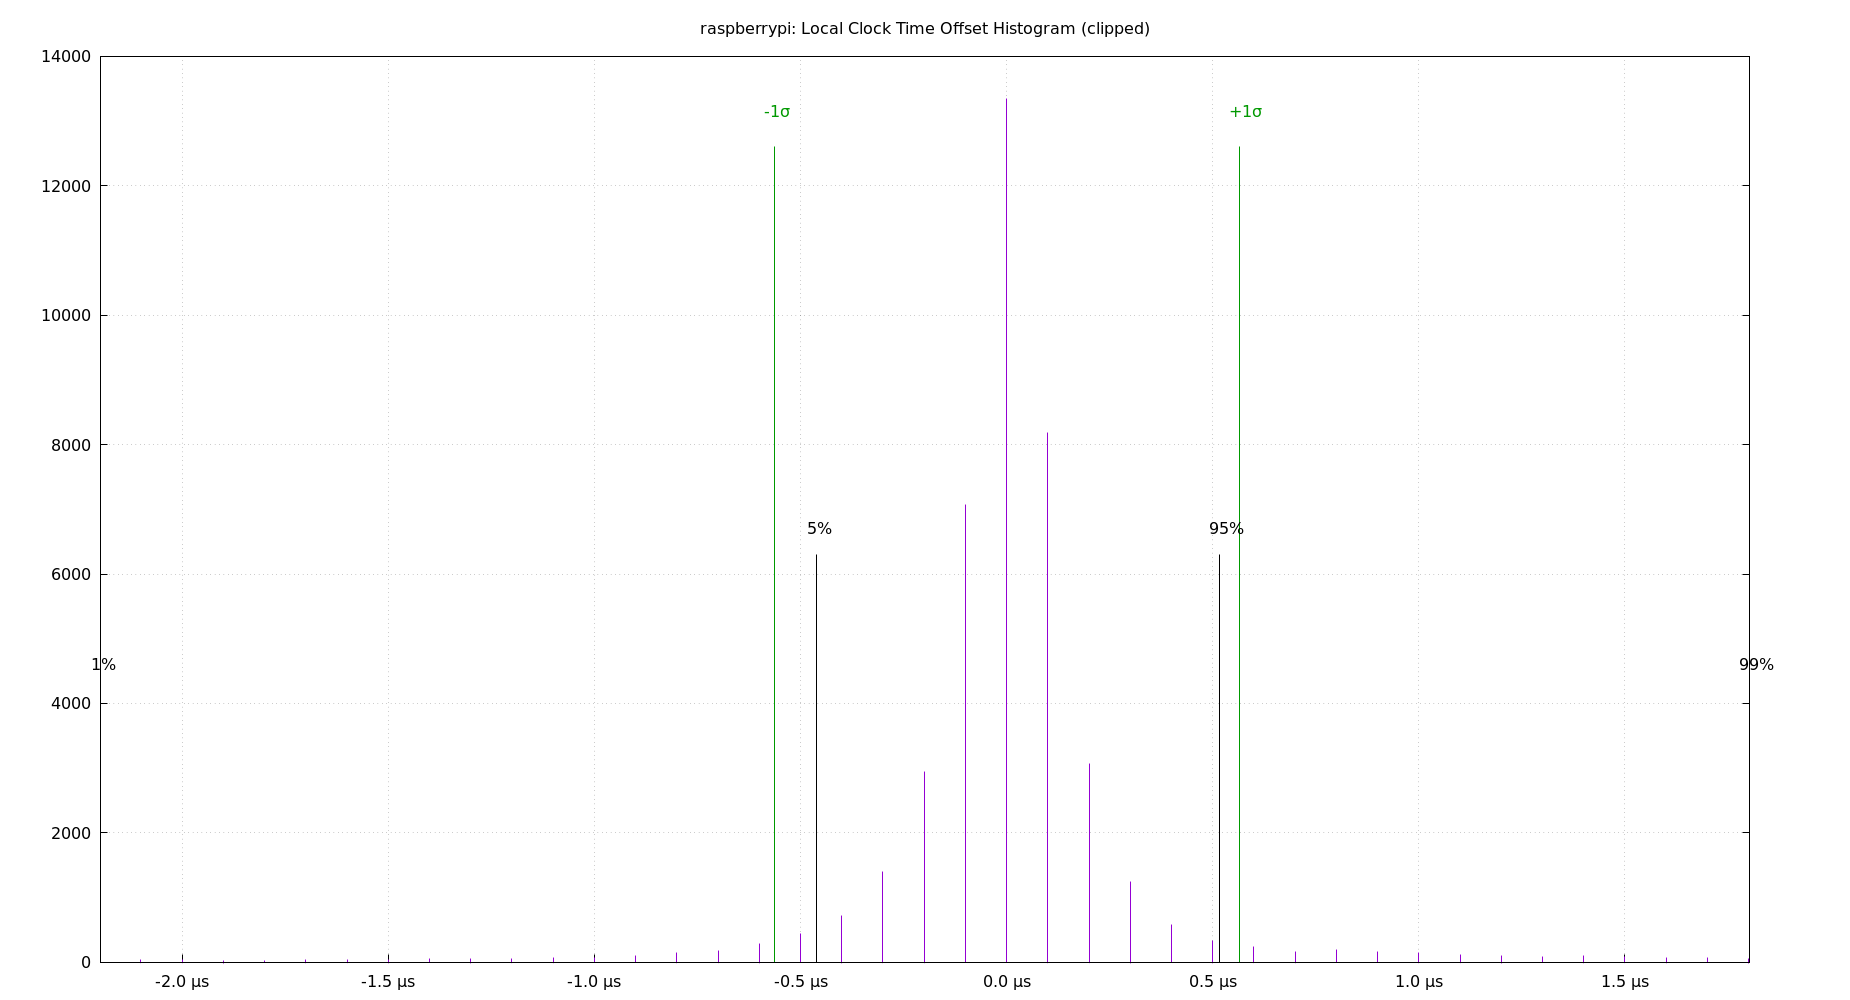 raspberrypi: Local Clock Time Offset Histogram (clipped)
14000
-1σ
+1σ
12000
10000
8000
5%
95%
6000
1%
99%
4000
2000
0
-2.0 µs
-1.5 µs
-1.0 µs
-0.5 µs
0.0 µs
0.5 µs
1.0 µs
1.5 µs